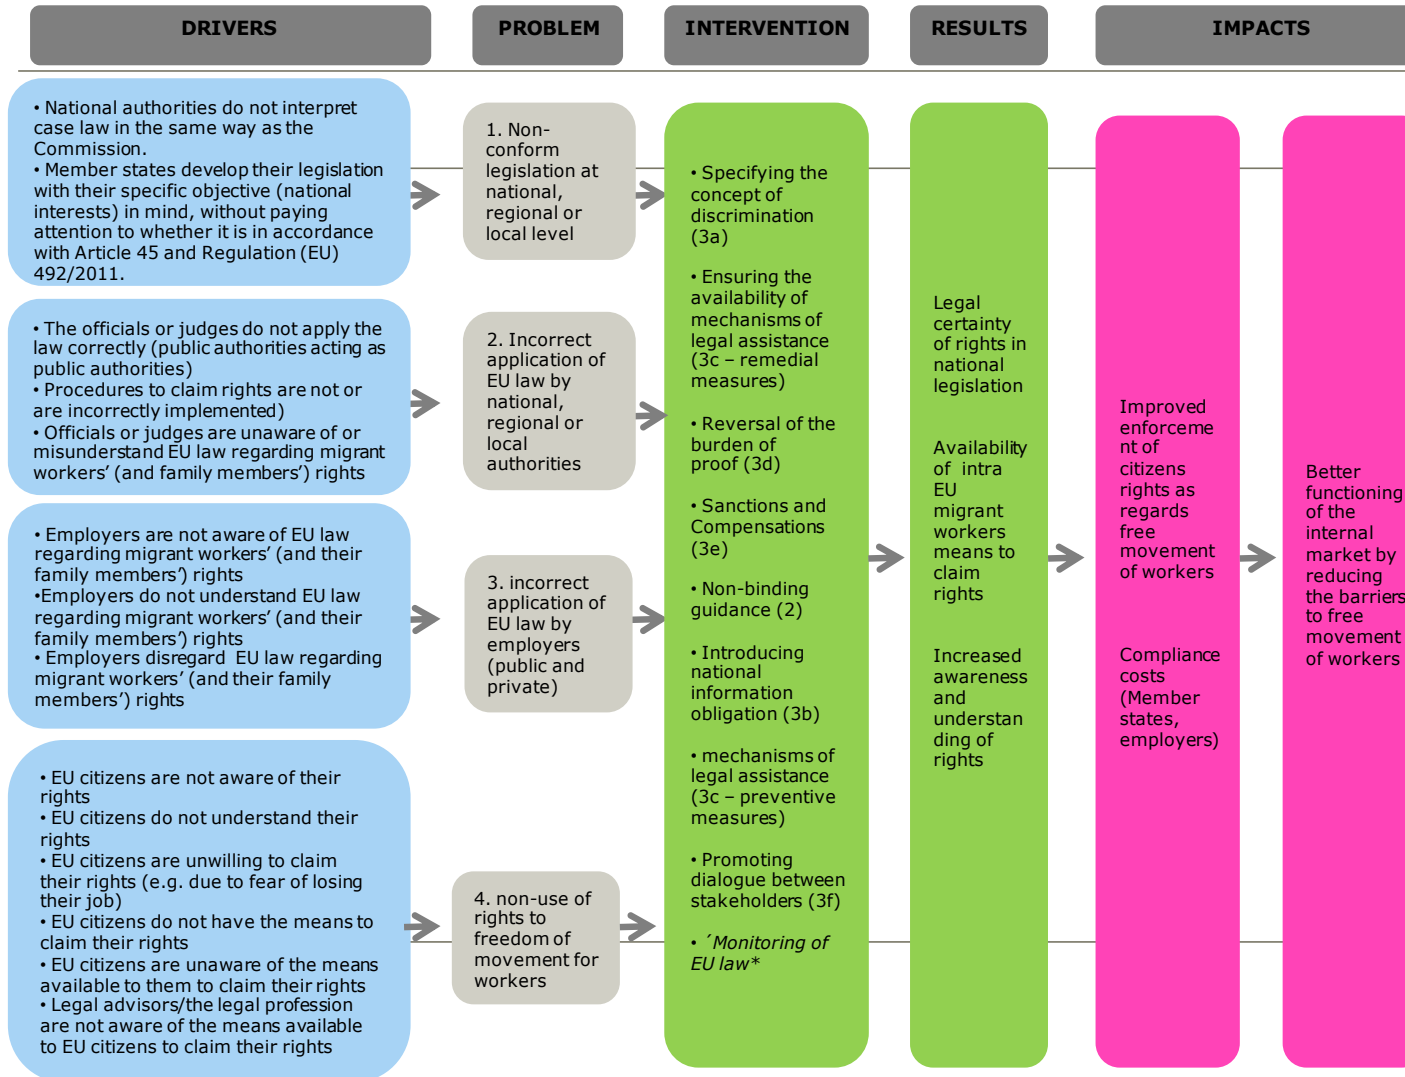 DRIVERS
PROBLEM
INTERVENTION
RESULTS
IMPACTS
• National authorities do not interpret
case law in the same way as the
Commission.
• Member states develop their legislation
with their specific objective (national
interests) in mind, without paying
attention to whether it is in accordance
with Article 45 and Regulation (EU)
492/2011.
• The officials or judges do not apply the
law correctly (public authorities acting as
public authorities)
• Procedures to claim rights are not or
are incorrectly implemented)
• Officials or judges are unaware of or
misunderstand EU law regarding migrant
workers’ (and family members’) rights
• Employers are not aware of EU law
regarding migrant workers’ (and their
family members’) rights
•Employers do not understand EU law
regarding migrant workers’ (and their
family members’) rights
• Employers disregard EU law regarding
migrant workers’ (and their family
members’) rights
• EU citizens are not aware of their
rights
• EU citizens do not understand their
rights
• EU citizens are unwilling to claim
their rights (e.g. due to fear of losing
their job)
• EU citizens do not have the means to
claim their rights
• EU citizens are unaware of the means
available to them to claim their rights
• Legal advisors/the legal profession
are not aware of the means available
to EU citizens to claim their rights
1. Non-
conform
legislation at
national,
regional or
local level
2. Incorrect
application of
EU law by
national,
regional or
local
authorities
3. incorrect
application of
EU law by
employers
(public and
private)
4. non-use of
rights to
freedom of
movement for
workers
• Specifying the
concept of
discrimination
(3a)
• Ensuring the
availability of
mechanisms of
legal assistance
(3c – remedial
measures)
• Reversal of the
burden of
proof (3d)
• Sanctions and
Compensations
(3e)
• Non-binding
guidance (2)
• Introducing
national
information
obligation (3b)
• mechanisms of
legal assistance
(3c – preventive
measures)
• Promoting
dialogue between
stakeholders (3f)
• ´Monitoring of
EU law*
Legal
certainty
of rights in
national
legislation
Availability
of intra
EU
migrant
workers
means to
claim
rights
Increased
awareness
and
understan
ding of
rights
Improved
enforceme
nt of
citizens
rights as
regards
free
movement
of workers
Compliance
costs
(Member
states,
employers)
Better
functioning
of the
internal
market by
reducing
the barriers
to free
movement
of workers